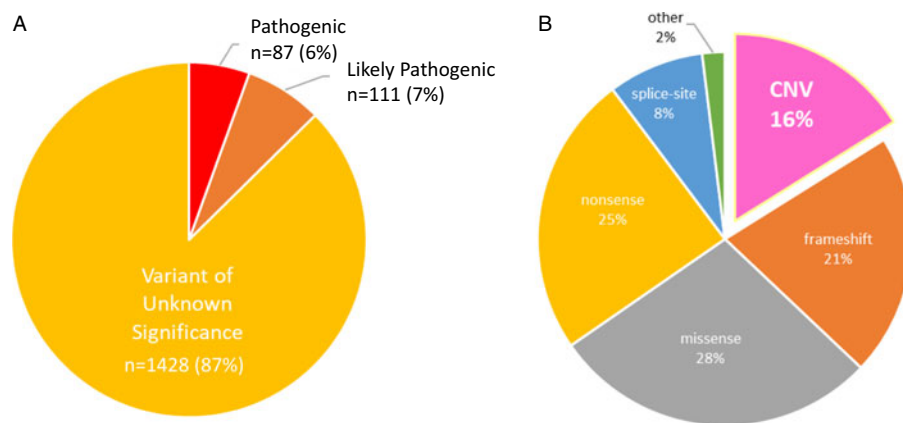 A
Pathogenic
n=87 (6%)
Likely Pathogenic
n=111 (7%)
Variant of
Unknown
Significance
n=1428 (87%)
B
other
2%
CNV
16%
splice-site
8%
nonsense
25%
frameshift
21%
missense
28%